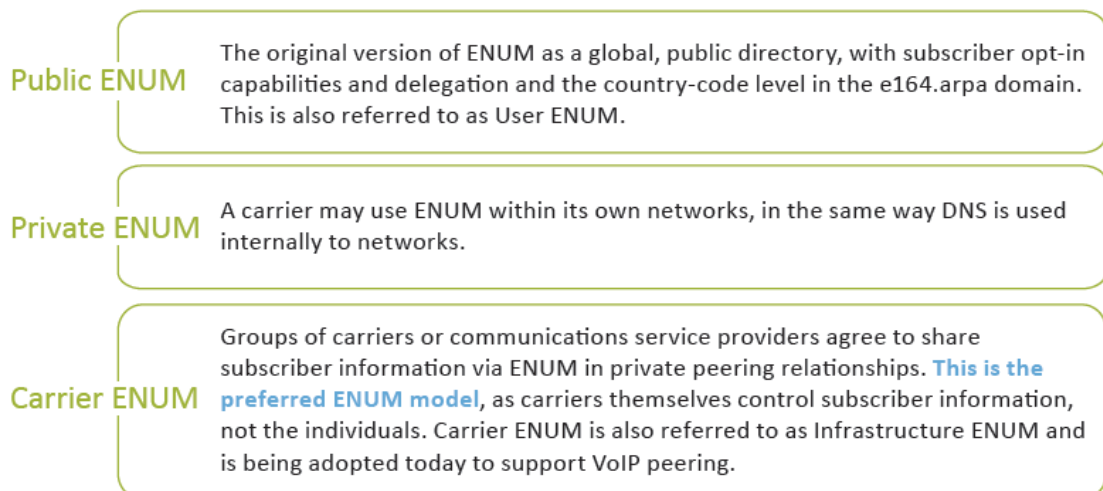 Public ENUM
The original version of ENUM as a global, public directory, with subscriber opt-in
capabilities and delegation and the country-code level in the e164.arpa domain.
This is also referred to as User ENUM.
Private ENUM
A carrier may use ENUM within its own networks, in the same way DNS is used
internally to networks.
Carrier ENUM
Groups of carriers or communications service providers agree to share
subscriber information via ENUM in private peering relationships. This is the
preferred ENUM model, as carriers themselves control subscriber information,
not the individuals. Carrier ENUM is also referred to as Infrastructure ENUM and
is being adopted today to support VoIP peering.